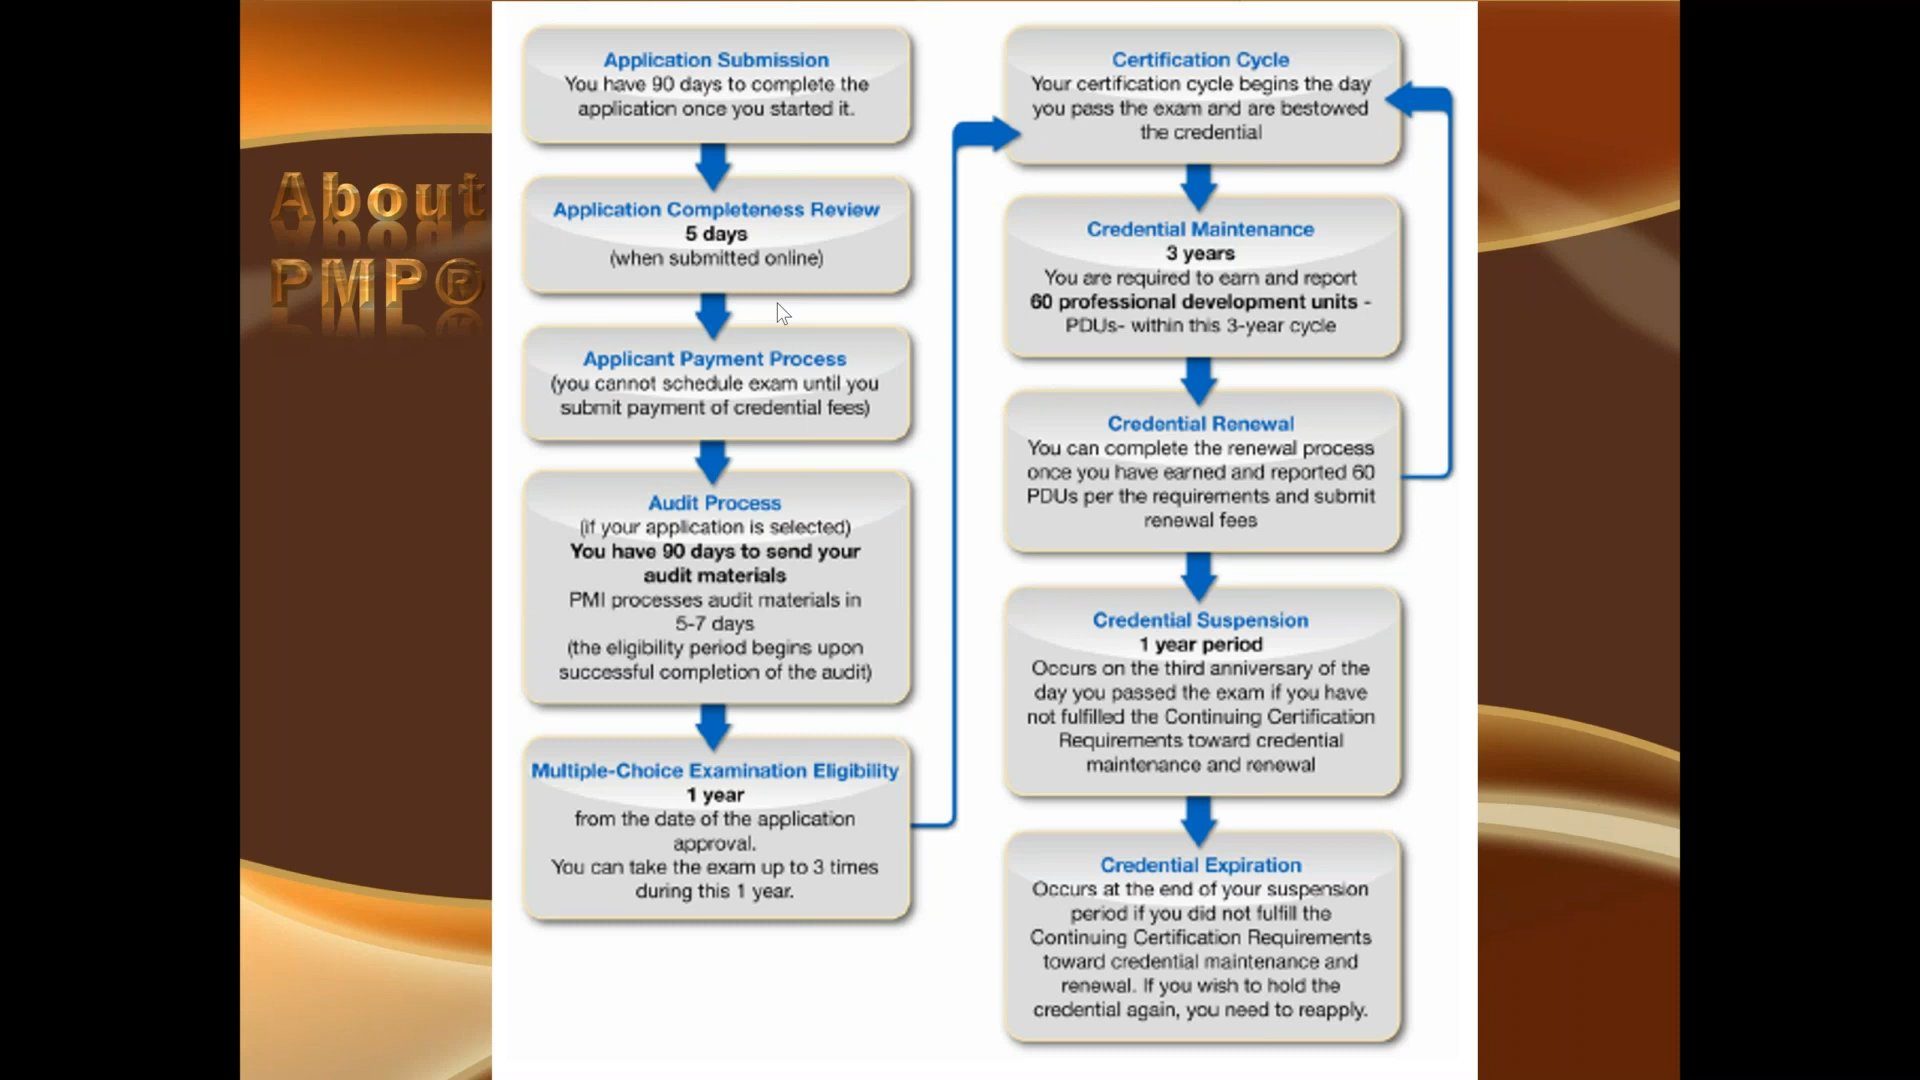 About
PMP®
Application Submission
You have 90 days to complete the
application once you started it.
Application Completeness Review
5 days
(when submitted online)
Applicant Payment Process
(you cannot schedule exam until you
submit payment of credential fees)
Audit Process
(if your application is selected)
You have 90 days to send your
audit materials
PMI processes audit materials in
5-7 days
(the eligibility period begins upon
successful completion of the audit)
Multiple-Choice Examination Eligibility
1 year
from the date of the application
approval.
You can take the exam up to 3 times
during this 1 year.
Certification Cycle
Your certification cycle begins the day
you pass the exam and are bestowed
the credential
Credential Maintenance
3 years
You are required to earn and report
60 professional development units -
PDUs- within this 3-year cycle
Credential Renewal
You can complete the renewal process
once you have earned and reported 60
PDUs per the requirements and submit
renewal fees
Credential Suspension
1 year period
Occurs on the third anniversary of the
day you passed the exam if you have
not fulfilled the Continuing Certification
Requirements toward credential
maintenance and renewal
Credential Expiration
Occurs at the end of your suspension
period if you did not fulfill the
Continuing Certification Requirements
toward credential maintenance and
renewal. If you wish to hold the
credential again, you need to reapply.